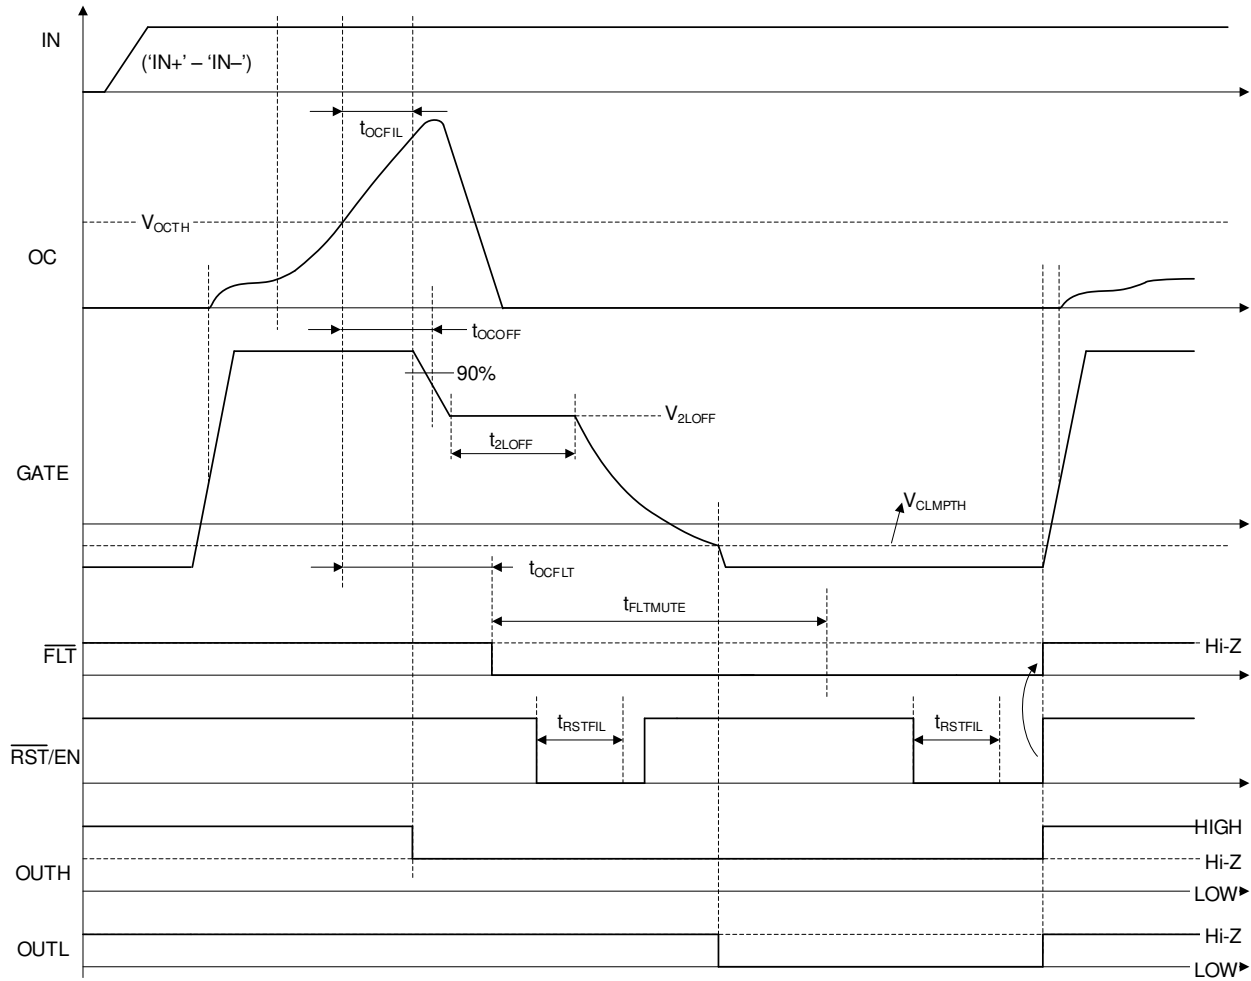 IN
('IN+' – 'IN–')
tOCFIL
VOCTH
OC
tOCOFF
90%
V2LOFF
t2LOFF
GATE
VCLMPTH
tOCFLT
tFLTMUTE
FLT
Hi-Z
tRSTFIL
tRSTFIL
RST/EN
HIGH
Hi-Z
OUTH
LOW
Hi-Z
OUTL
LOW